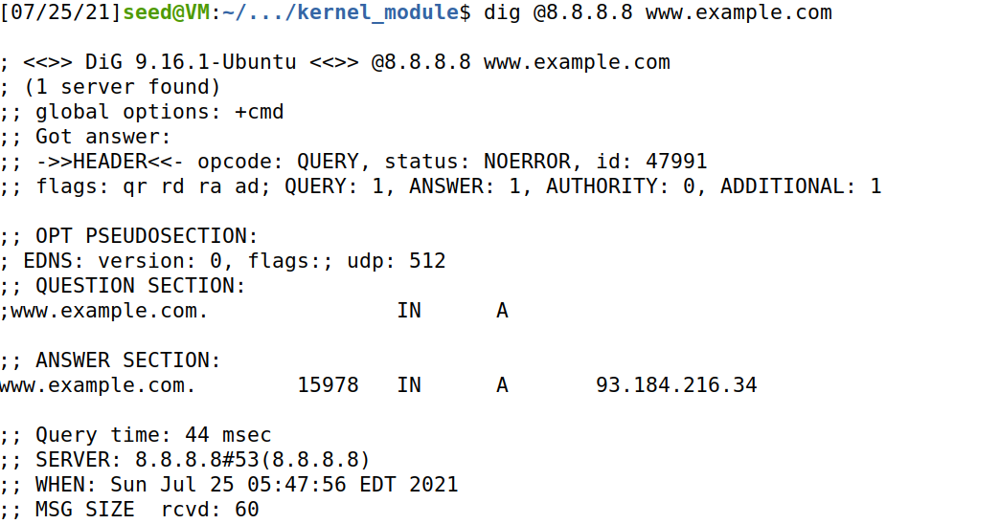 [07/25/21]seed@VM:~/.../kernel_module$ dig @8.8.8.8 www.example.com
; <<>> DiG 9.16.1-Ubuntu <<>> @8.8.8.8 www.example.com
; (1 server found)
;; global options: +cmd
;; Got answer:
;; ->>HEADER<<- opcode: QUERY, status: NOERROR, id: 47991
;; flags: qr rd ra ad; QUERY: 1, ANSWER: 1, AUTHORITY: 0, ADDITIONAL: 1
;; OPT PSEUDOSECTION:
; EDNS: version: 0, flags:; udp: 512
;; QUESTION SECTION:
;www.example.com.               IN      A
;; ANSWER SECTION:
www.example.com.        15978   IN      A       93.184.216.34
;; Query time: 44 msec
;; SERVER: 8.8.8.8#53(8.8.8.8)
;; WHEN: Sun Jul 25 05:47:56 EDT 2021
;; MSG SIZE  rcvd: 60